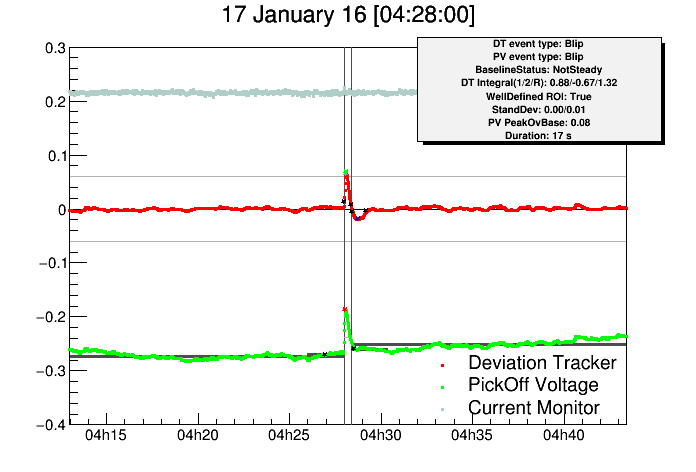 17 January 16 [04:28:00]
DT event type: Blip
PV event type: Blip
BaselineStatus: NotSteady
DT Integral(1/2/R): 0.88/-0.67/1.32
WellDefined ROI: True
StandDev: 0.00/0.01
PV PeakOvBase: 0.08
Duration: 17 s
0.3
0.2
0.1
0
−0.1
−0.2
−0.3
−0.4
Deviation Tracker
PickOff Voltage
Current Monitor
04h15 04h20 04h25 04h30 04h35 04h40